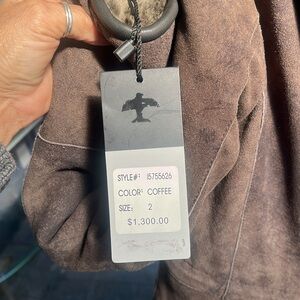 STYLE#: I5755626
COLOR: COFFEE
SIZE: 2
$1,300.00